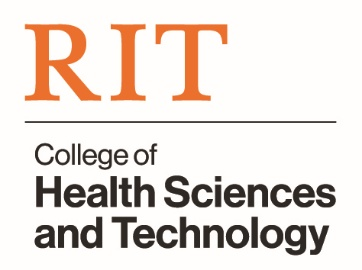 RIT
College of
Health Sciences
and Technology